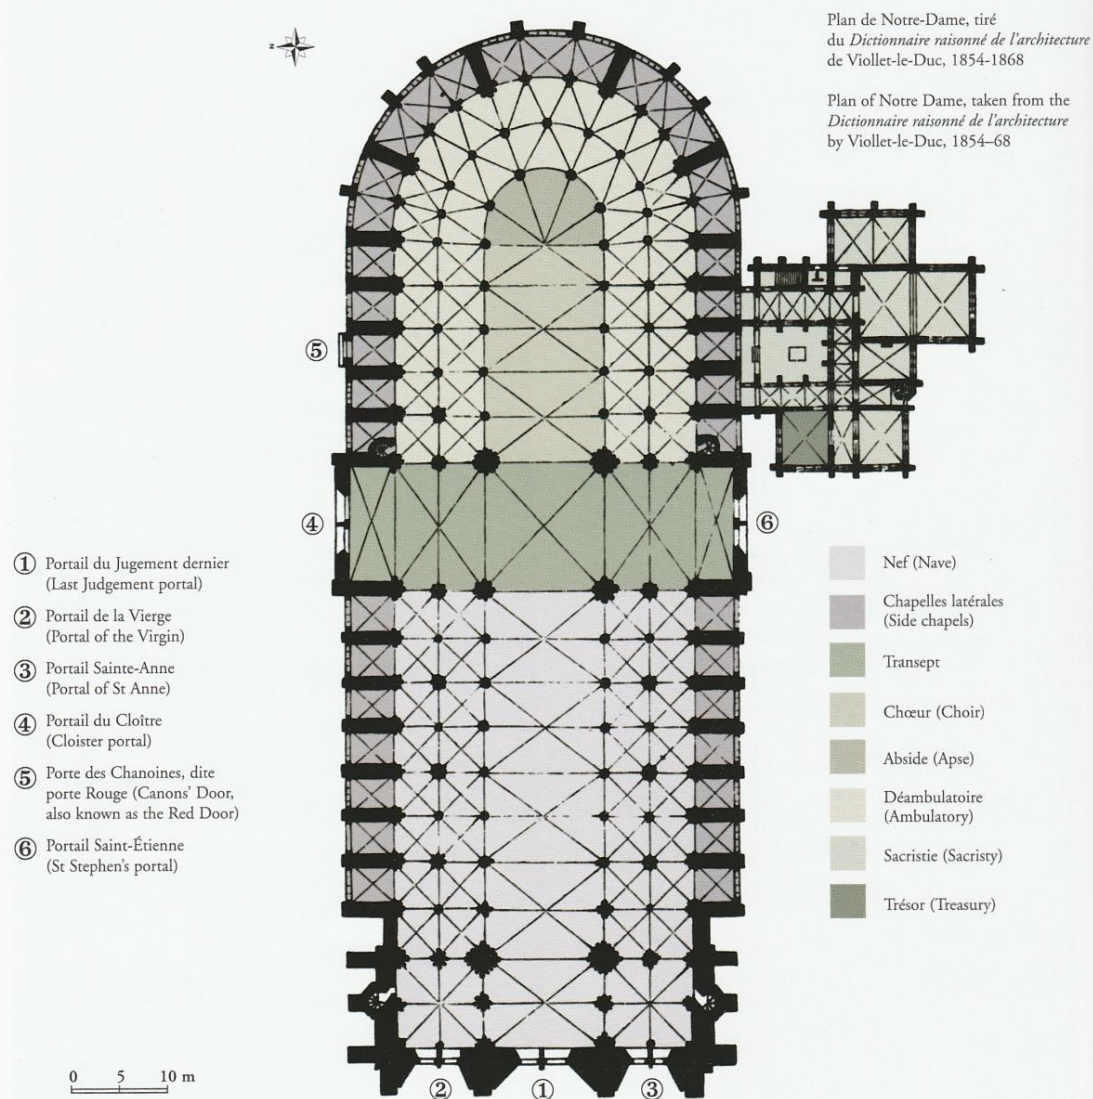 Plan de Notre-Dame, tiré
du Dictionnaire raisonné de l'architecture
de Viollet-le-Duc, 1854-1868
Plan of Notre Dame, taken from the
Dictionnaire raisonné de l'architecture
by Viollet-le-Duc, 1854–68
N
⑤
④
⑥
① Portail du Jugement dernier
(Last Judgement portal)
② Portail de la Vierge
(Portal of the Virgin)
③ Portail Sainte-Anne
(Portal of St Anne)
④ Portail du Cloître
(Cloister portal)
⑤ Porte des Chanoines, dite
porte Rouge (Canons' Door,
also known as the Red Door)
⑥ Portail Saint-Étienne
(St Stephen's portal)
Nef (Nave)
Chapelles latérales
(Side chapels)
Transept
Chœur (Choir)
Abside (Apse)
Déambulatoire
(Ambulatory)
Sacristie (Sacristy)
Trésor (Treasury)
0 5 10 m
② ① ③